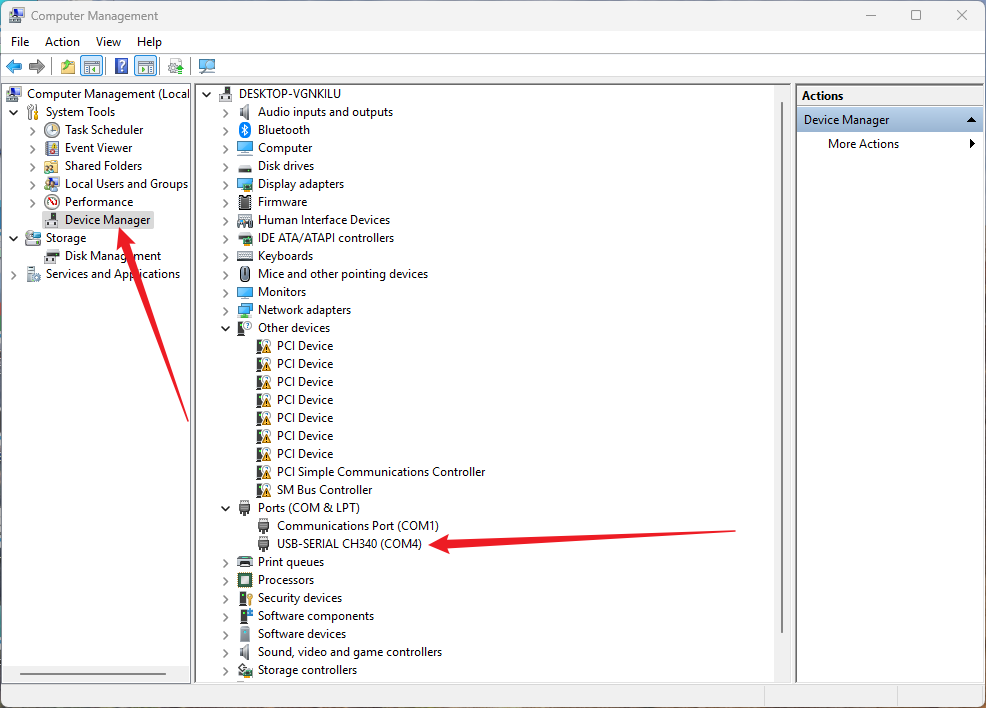 Computer Management
File Action View Help
Computer Management (Local
System Tools
Task Scheduler
Event Viewer
Shared Folders
Local Users and Groups
Performance
Device Manager
Storage
Disk Management
Services and Applications
DESKTOP-VGNKILU
Audio inputs and outputs
Bluetooth
Computer
Disk drives
Display adapters
Firmware
Human Interface Devices
IDE ATA/ATAPI controllers
Keyboards
Mice and other pointing devices
Monitors
Network adapters
Other devices
PCI Device
PCI Device
PCI Device
PCI Device
PCI Device
PCI Device
PCI Device
PCI Simple Communications Controller
SM Bus Controller
Ports (COM & LPT)
Communications Port (COM1)
USB-SERIAL CH340 (COM4)
Print queues
Processors
Security devices
Software components
Software devices
Sound, video and game controllers
Storage controllers
Actions
Device Manager
More Actions